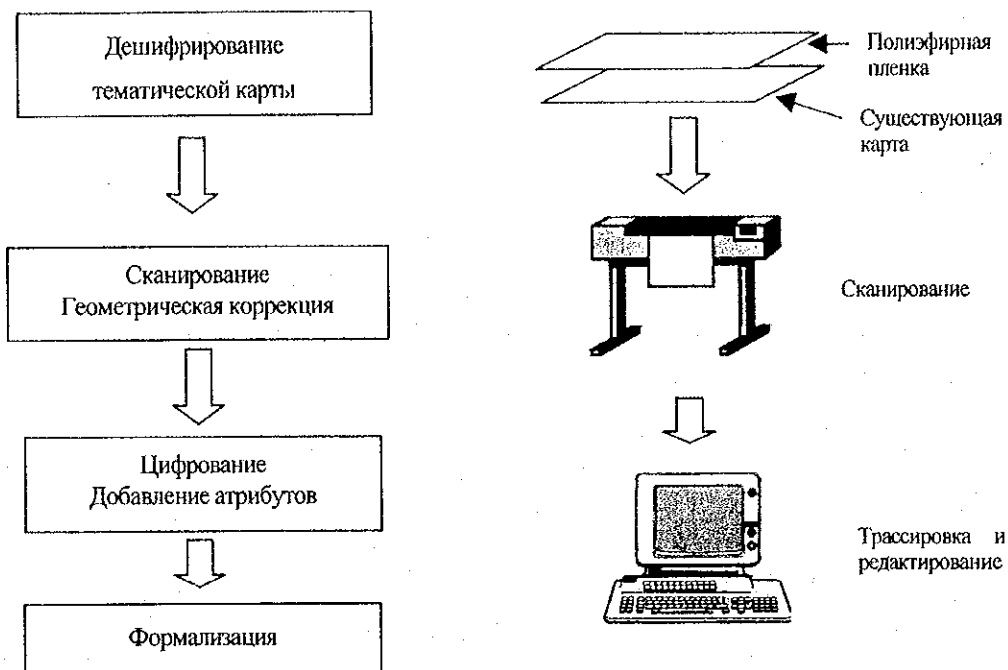 Дешифрирование
тематической карты
Сканирование
Геометрическая коррекция
Цифрование
Добавление атрибутов
Формализация
Полиэфирная
пленка
Существующая
карта
Сканирование
Трассировка и
редактирование